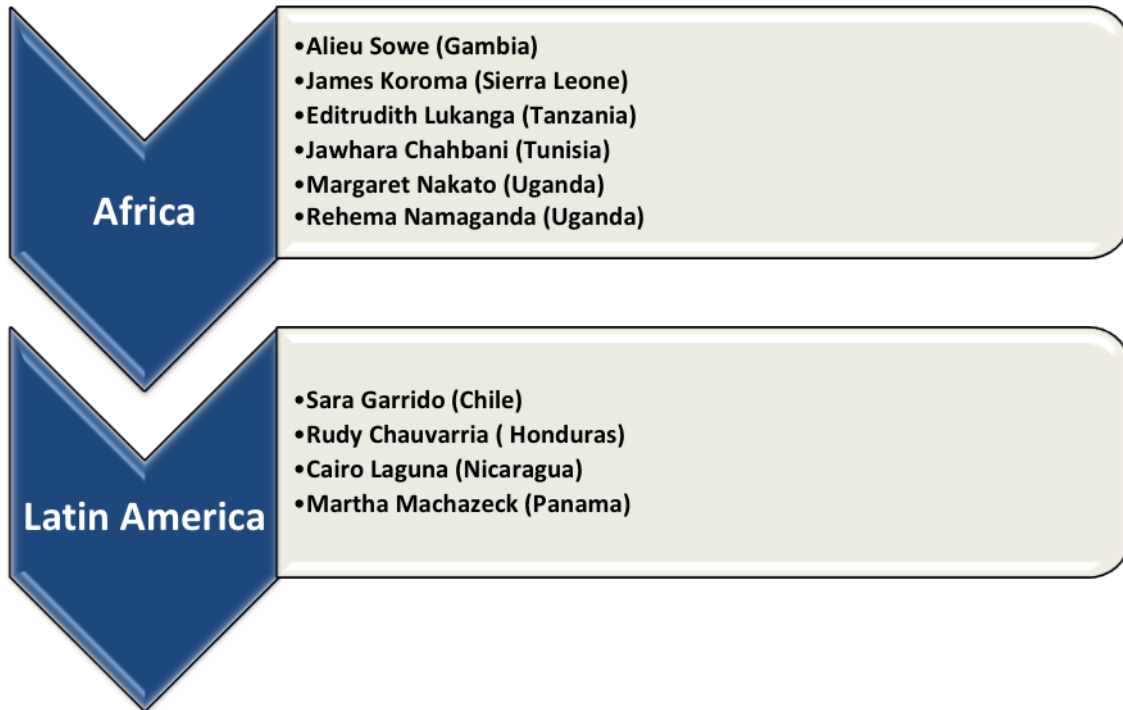 Africa
•Alieu Sowe (Gambia)
•James Koroma (Sierra Leone)
•Editrudith Lukanga (Tanzania)
•Jawhara Chahbani (Tunisia)
•Margaret Nakato (Uganda)
•Rehema Namaganda (Uganda)
Latin America
•Sara Garrido (Chile)
•Rudy Chauvarria ( Honduras)
•Cairo Laguna (Nicaragua)
•Martha Machazeck (Panama)